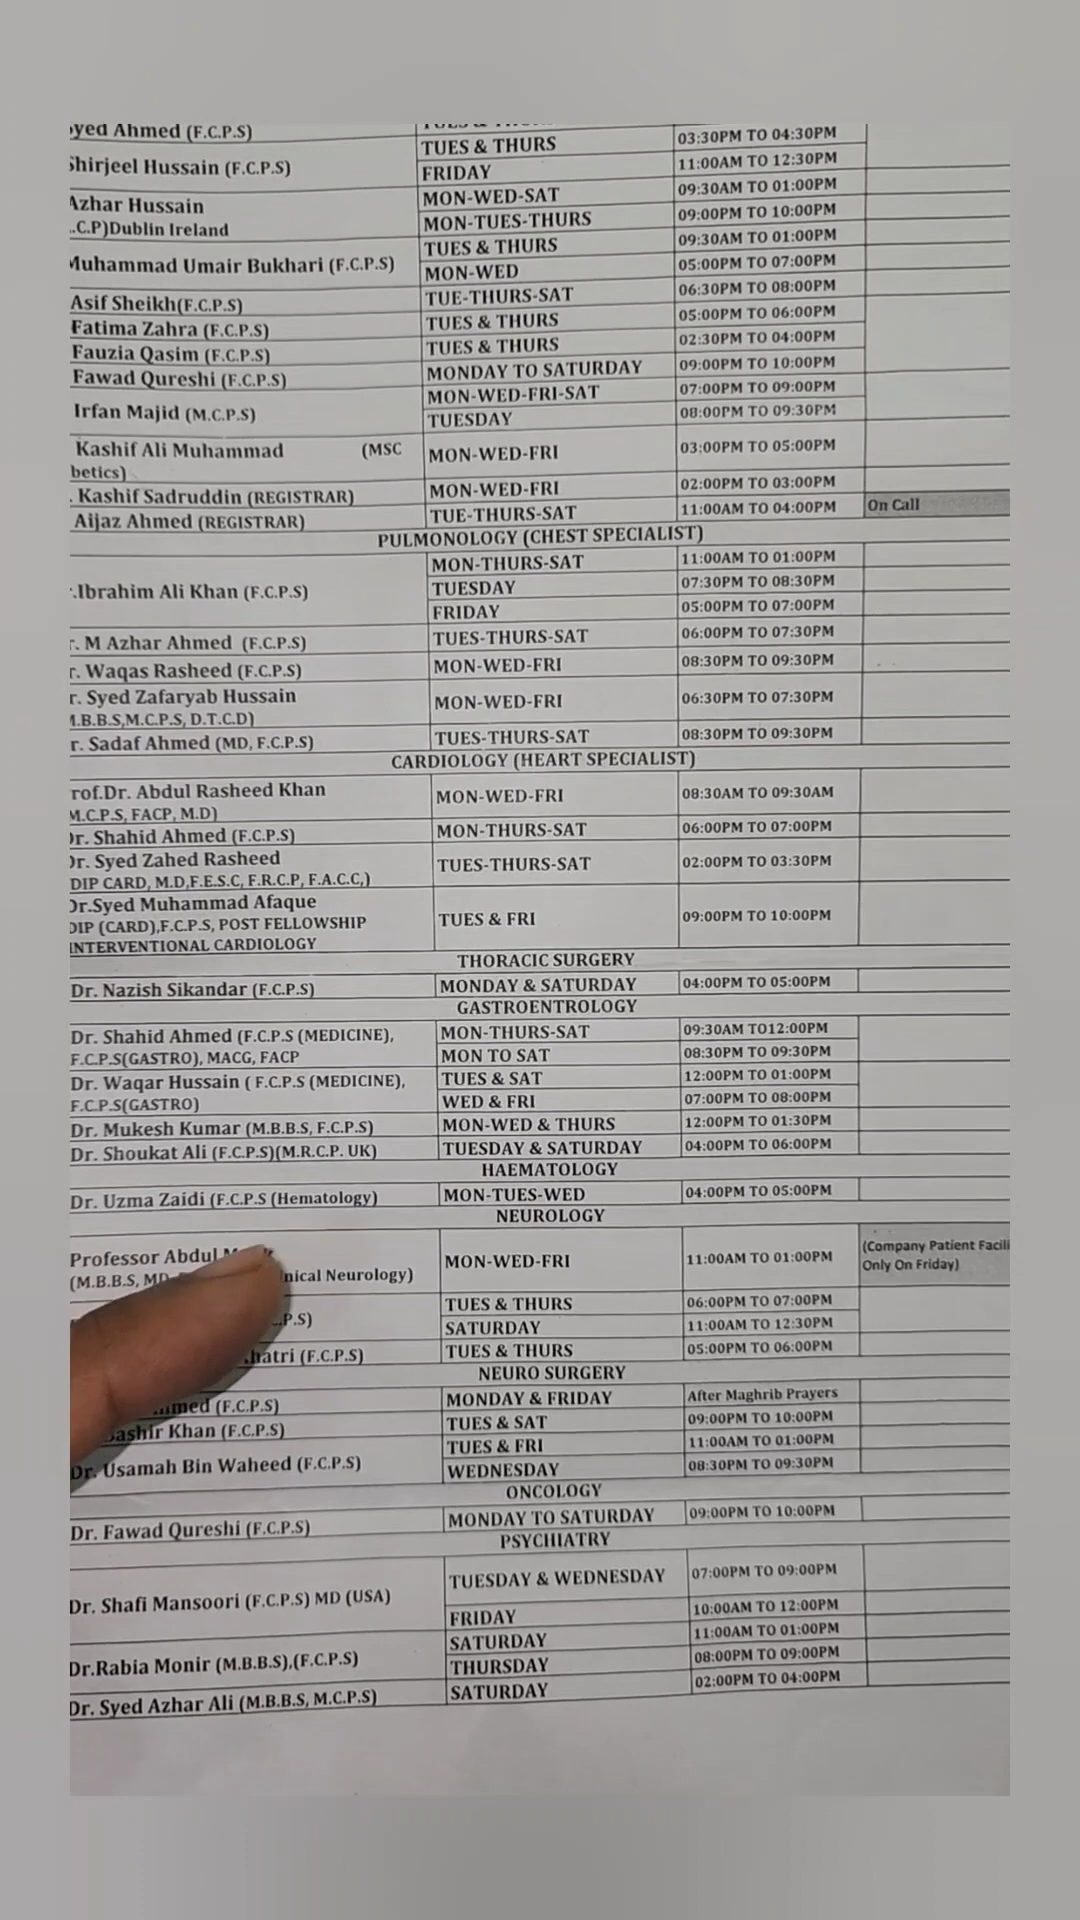 yed Ahmed (F.C.P.S)
TUES & THURS 03:30PM TO 04:30PM
Shirjeel Hussain (F.C.P.S) FRIDAY 11:00AM TO 12:30PM
Azhar Hussain MON-WED-SAT 09:30AM TO 01:00PM
.C.P)Dublin Ireland MON-TUES-THURS 09:00PM TO 10:00PM
Muhammad Umair Bukhari (F.C.P.S) TUES & THURS 09:30AM TO 01:00PM
MON-WED 05:00PM TO 07:00PM
Asif Sheikh(F.C.P.S) TUE-THURS-SAT 06:30PM TO 08:00PM
Fatima Zahra (F.C.P.S) TUES & THURS 05:00PM TO 06:00PM
Fauzia Qasim (F.C.P.S) TUES & THURS 02:30PM TO 04:00PM
Fawad Qureshi (F.C.P.S) MONDAY TO SATURDAY 09:00PM TO 10:00PM
Irfan Majid (M.C.P.S) MON-WED-FRI-SAT 07:00PM TO 09:00PM
TUESDAY 08:00PM TO 09:30PM
Kashif Ali Muhammad (MSC MON-WED-FRI 03:00PM TO 05:00PM
betics)
. Kashif Sadruddin (REGISTRAR) MON-WED-FRI 02:00PM TO 03:00PM
Aijaz Ahmed (REGISTRAR) TUE-THURS-SAT 11:00AM TO 04:00PM On Call
PULMONOLOGY (CHEST SPECIALIST)
MON-THURS-SAT 11:00AM TO 01:00PM
.Ibrahim Ali Khan (F.C.P.S) TUESDAY 07:30PM TO 08:30PM
FRIDAY 05:00PM TO 07:00PM
r. M Azhar Ahmed (F.C.P.S) TUES-THURS-SAT 06:00PM TO 07:30PM
r. Waqas Rasheed (F.C.P.S) MON-WED-FRI 08:30PM TO 09:30PM
r. Syed Zafaryab Hussain MON-WED-FRI 06:30PM TO 07:30PM
M.B.B.S,M.C.P.S, D.T.C.D)
r. Sadaf Ahmed (MD, F.C.P.S) TUES-THURS-SAT 08:30PM TO 09:30PM
CARDIOLOGY (HEART SPECIALIST)
rof.Dr. Abdul Rasheed Khan MON-WED-FRI 08:30AM TO 09:30AM
M.C.P.S, FACP, M.D)
Dr. Shahid Ahmed (F.C.P.S) MON-THURS-SAT 06:00PM TO 07:00PM
Dr. Syed Zahed Rasheed TUES-THURS-SAT 02:00PM TO 03:30PM
DIP CARD, M.D,F.E.S.C, F.R.C.P, F.A.C.C,)
Dr.Syed Muhammad Afaque TUES & FRI 09:00PM TO 10:00PM
DIP (CARD),F.C.P.S, POST FELLOWSHIP
INTERVENTIONAL CARDIOLOGY
THORACIC SURGERY
Dr. Nazish Sikandar (F.C.P.S) MONDAY & SATURDAY 04:00PM TO 05:00PM
GASTROENTROLOGY
Dr. Shahid Ahmed (F.C.P.S (MEDICINE), MON-THURS-SAT 09:30AM TO12:00PM
F.C.P.S(GASTRO), MACG, FACP MON TO SAT 08:30PM TO 09:30PM
Dr. Waqar Hussain ( F.C.P.S (MEDICINE), TUES & SAT 12:00PM TO 01:00PM
F.C.P.S(GASTRO) WED & FRI 07:00PM TO 08:00PM
Dr. Mukesh Kumar (M.B.B.S, F.C.P.S) MON-WED & THURS 12:00PM TO 01:30PM
Dr. Shoukat Ali (F.C.P.S)(M.R.C.P. UK) TUESDAY & SATURDAY 04:00PM TO 06:00PM
HAEMATOLOGY
Dr. Uzma Zaidi (F.C.P.S (Hematology) MON-TUES-WED 04:00PM TO 05:00PM
NEUROLOGY
Professor Abdul MON-WED-FRI 11:00AM TO 01:00PM (Company Patient Facili
(M.B.B.S, MD nical Neurology) Only On Friday)
TUES & THURS 06:00PM TO 07:00PM
.P.S) SATURDAY 11:00AM TO 12:30PM
hatri (F.C.P.S) TUES & THURS 05:00PM TO 06:00PM
NEURO SURGERY
med (F.C.P.S) MONDAY & FRIDAY After Maghrib Prayers
Bashir Khan (F.C.P.S) TUES & SAT 09:00PM TO 10:00PM
Dr. Usamah Bin Waheed (F.C.P.S) TUES & FRI 11:00AM TO 01:00PM
WEDNESDAY 08:30PM TO 09:30PM
ONCOLOGY
Dr. Fawad Qureshi (F.C.P.S) MONDAY TO SATURDAY 09:00PM TO 10:00PM
PSYCHIATRY
Dr. Shafi Mansoori (F.C.P.S) MD (USA) TUESDAY & WEDNESDAY 07:00PM TO 09:00PM
FRIDAY 10:00AM TO 12:00PM
Dr.Rabia Monir (M.B.B.S),(F.C.P.S) SATURDAY 11:00AM TO 01:00PM
THURSDAY 08:00PM TO 09:00PM
Dr. Syed Azhar Ali (M.B.B.S, M.C.P.S) SATURDAY 02:00PM TO 04:00PM